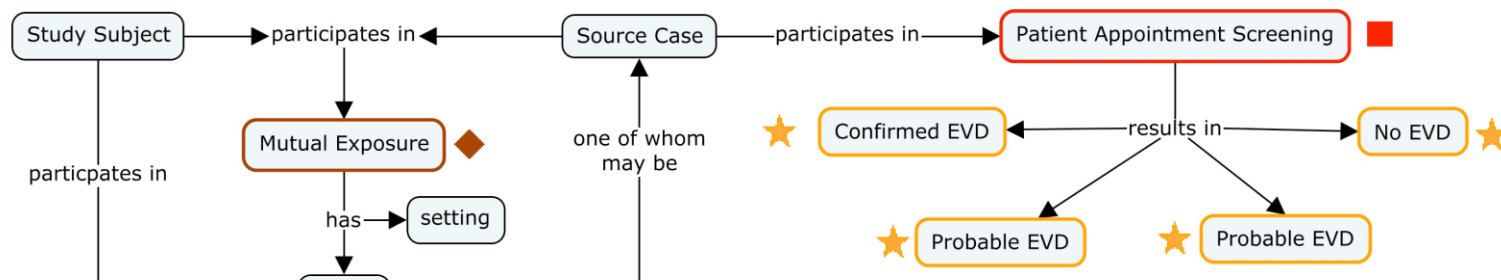 Study Subject
participates in
Source Case
participates in
Patient Appointment Screening
Mutual Exposure
one of whom
may be
Confirmed EVD
results in
No EVD
particpates in
has
setting
Probable EVD
Probable EVD